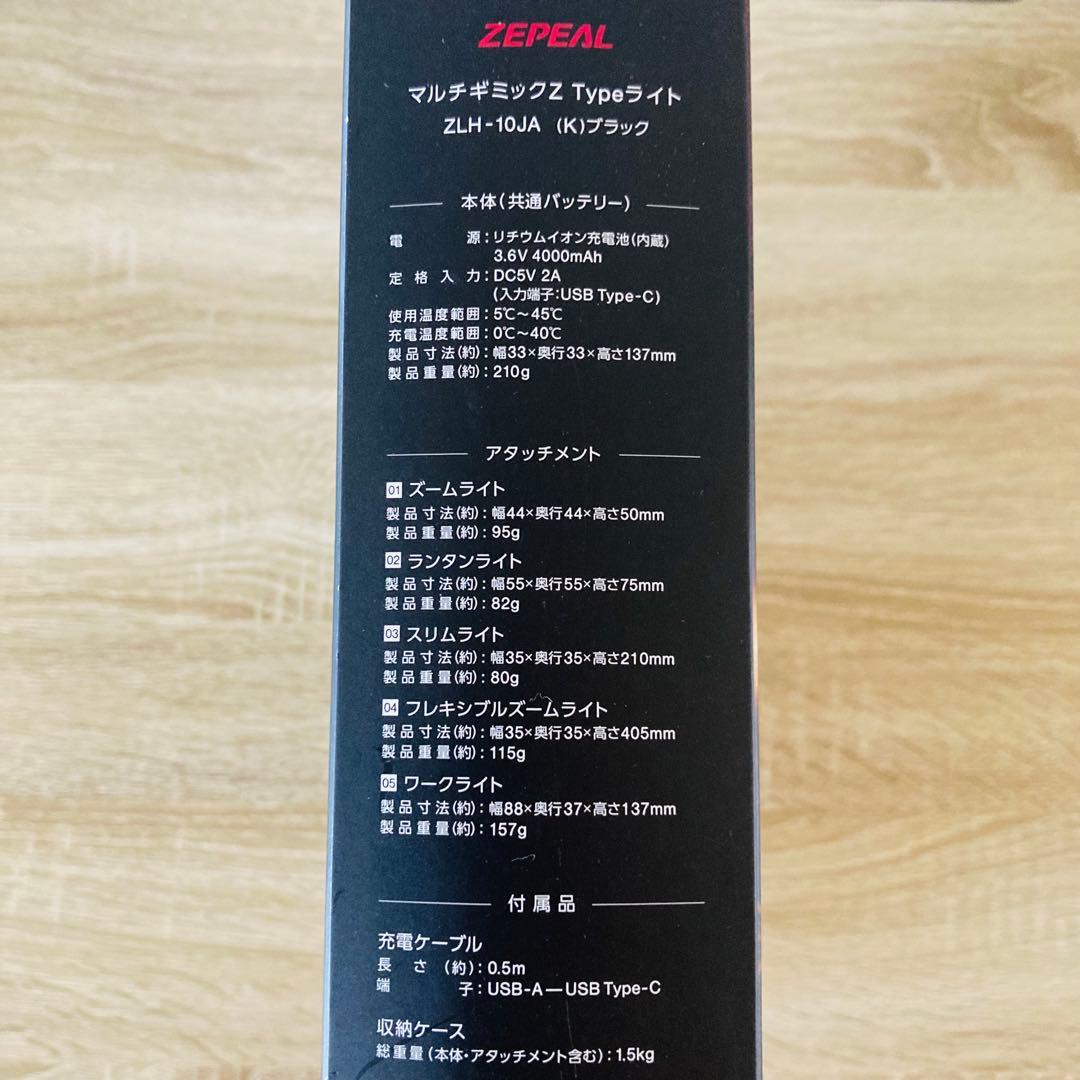 ZEPEAL
マルチギミックZ Typeライト
ZLH-10JA (K)ブラック
本体(共通バッテリー)
電源:リチウムイオン充電池(内蔵)
3.6V 4000mAh
定格入力:DC5V 2A
(入力端子:USB Type-C)
使用温度範囲:5℃～45℃
充電温度範囲:0℃～40℃
製品寸法(約):幅33×奥行33×高さ137mm
製品重量(約):210g
アタッチメント
01 ズームライト
製品寸法(約):幅44×奥行44×高さ50mm
製品重量(約):95g
02 ランタンライト
製品寸法(約):幅55×奥行55×高さ75mm
製品重量(約):82g
03 スリムライト
製品寸法(約):幅35×奥行35×高さ210mm
製品重量(約):80g
04 フレキシブルズームライト
製品寸法(約):幅35×奥行35×高さ405mm
製品重量(約):115g
05 ワークライト
製品寸法(約):幅88×奥行37×高さ137mm
製品重量(約):157g
付属品
充電ケーブル
長さ(約):0.5m
端子:USB-A—USB Type-C
収納ケース
総重量(本体・アタッチメント含む):1.5kg